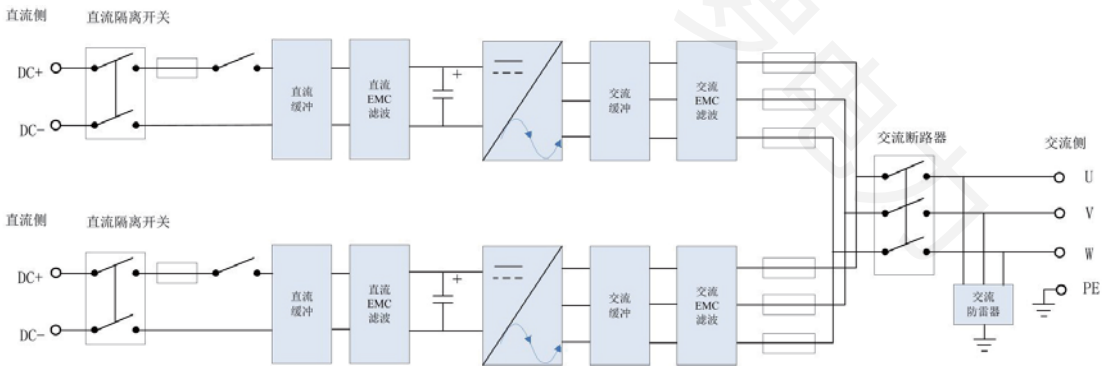 直流侧
直流隔离开关
DC+
DC-
直流
缓冲
直流
EMC
滤波
+
交流
缓冲
交流
EMC
滤波
直流侧
直流隔离开关
DC+
DC-
直流
缓冲
直流
EMC
滤波
+
交流
缓冲
交流
EMC
滤波
交流断路器
交流侧
U
V
W
PE
交流
防雷器
电力